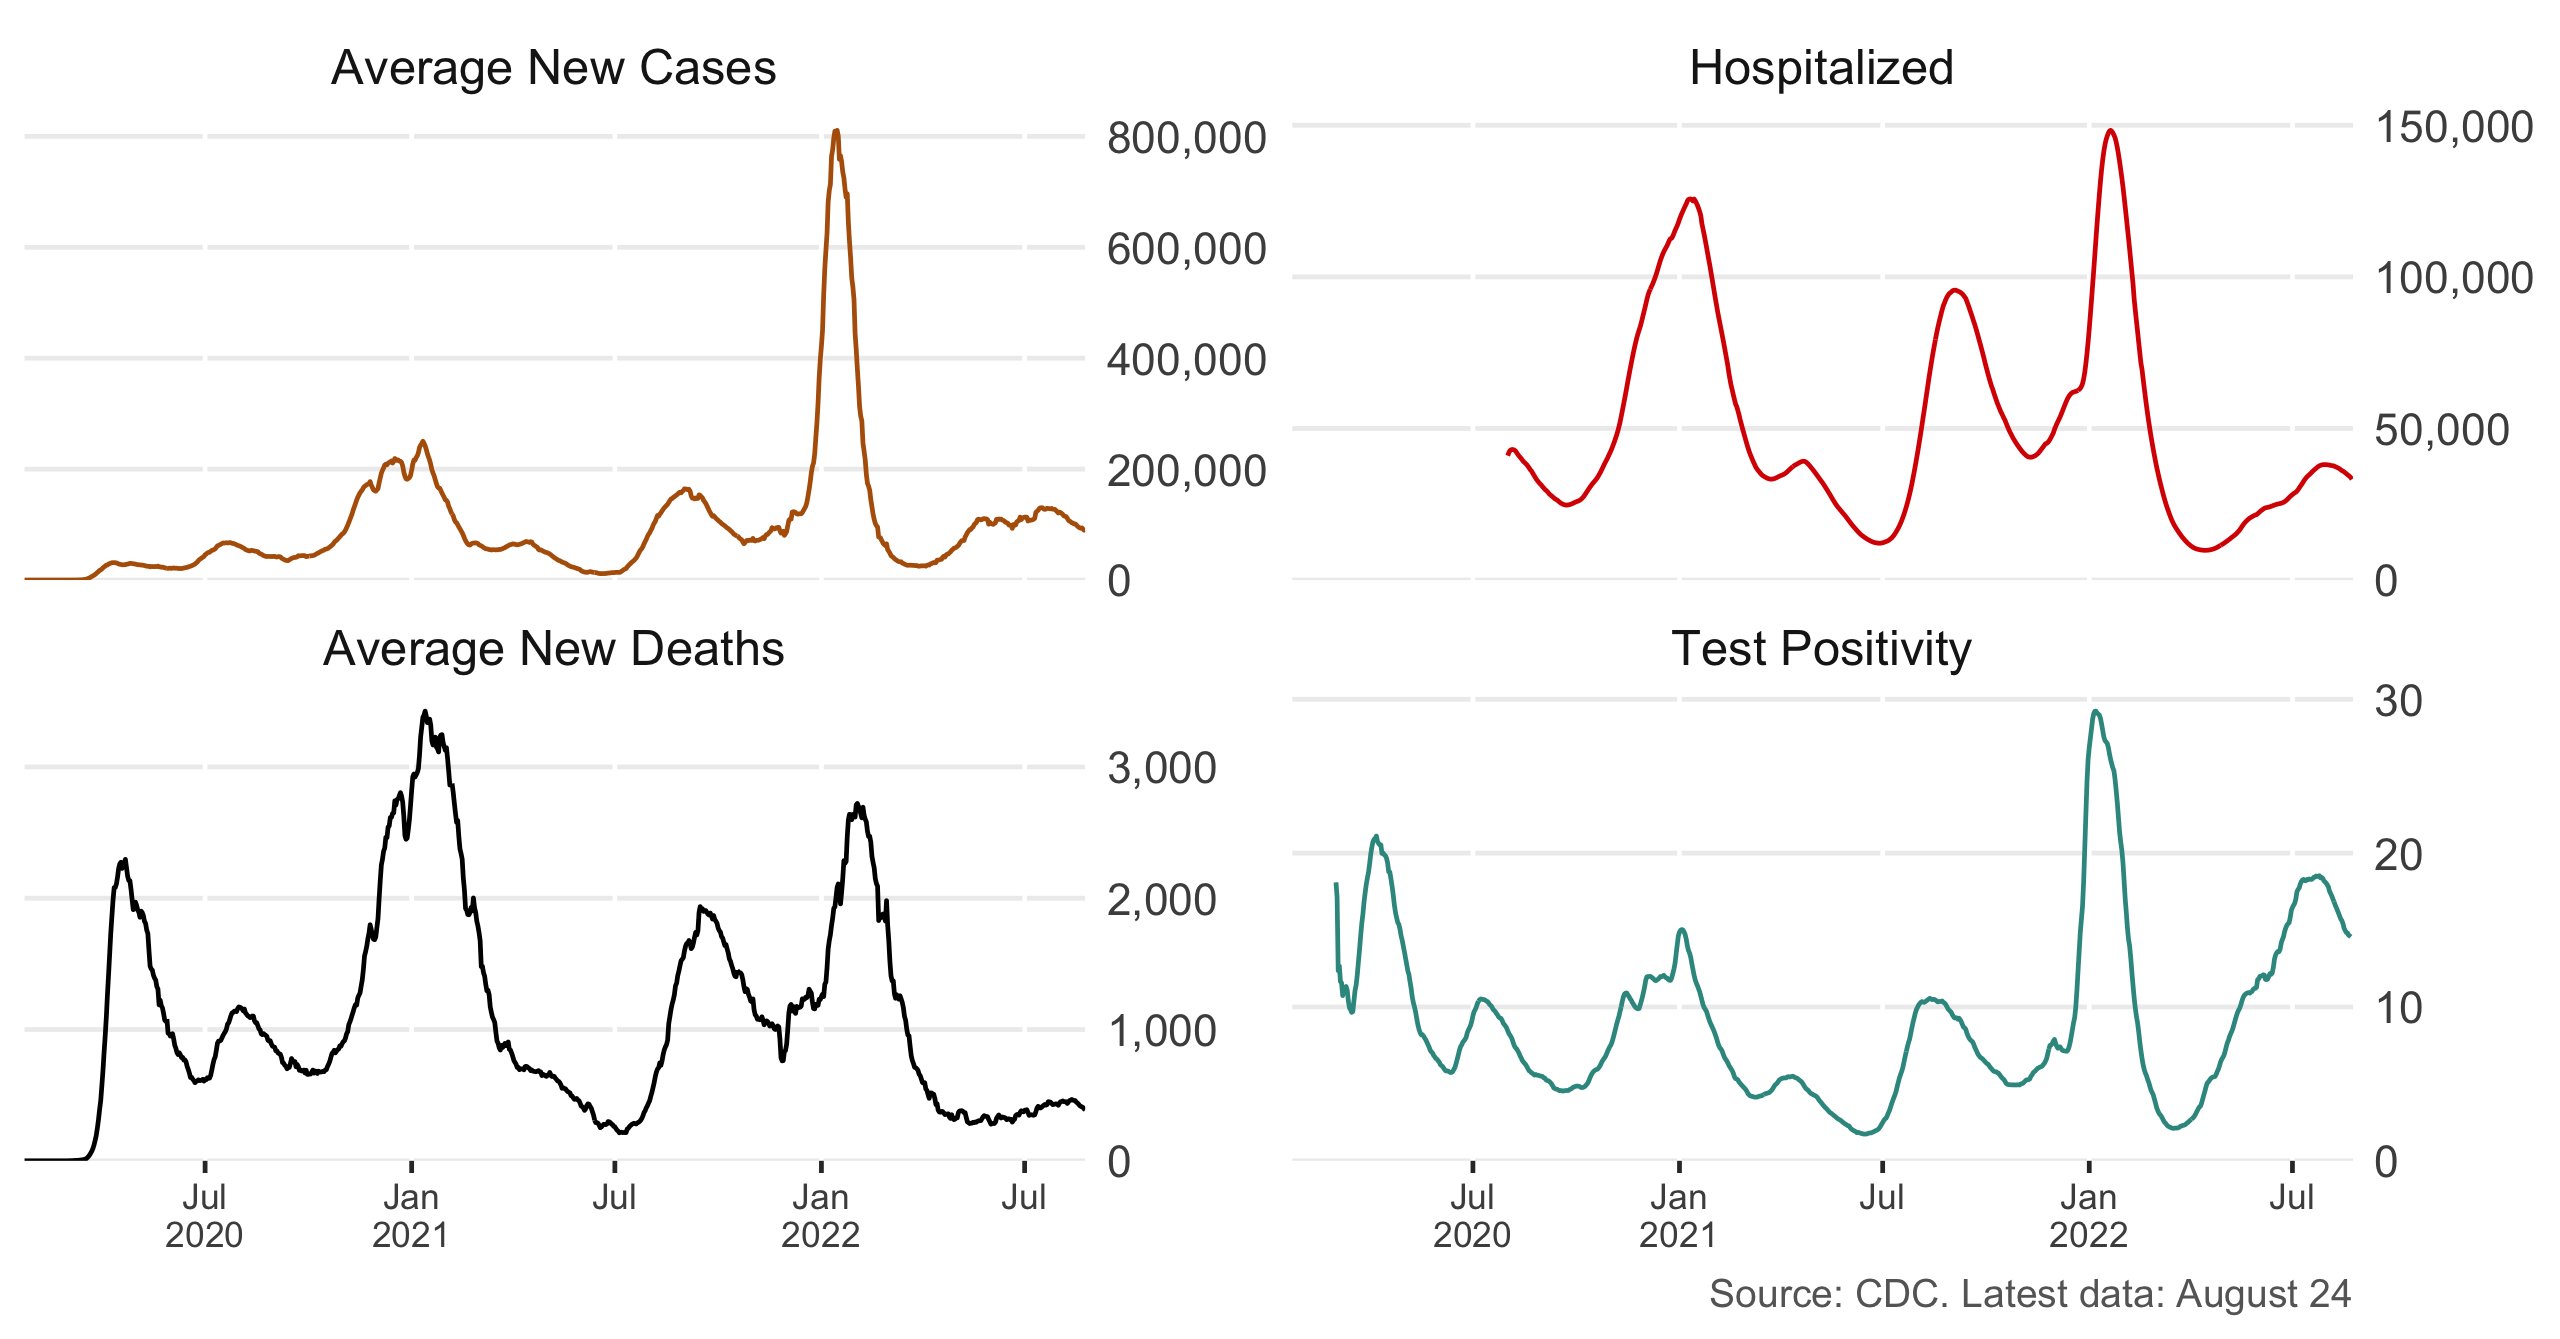 Average New Cases
800,000
600,000
400,000
200,000
0
Hospitalized
150,000
100,000
50,000
0
Average New Deaths
3,000
2,000
1,000
0
Jul Jan Jul Jan Jul
2020 2021 2022
Test Positivity
30
20
10
0
Jul Jan Jul Jan Jul
2020 2021 2022
Source: CDC. Latest data: August 24